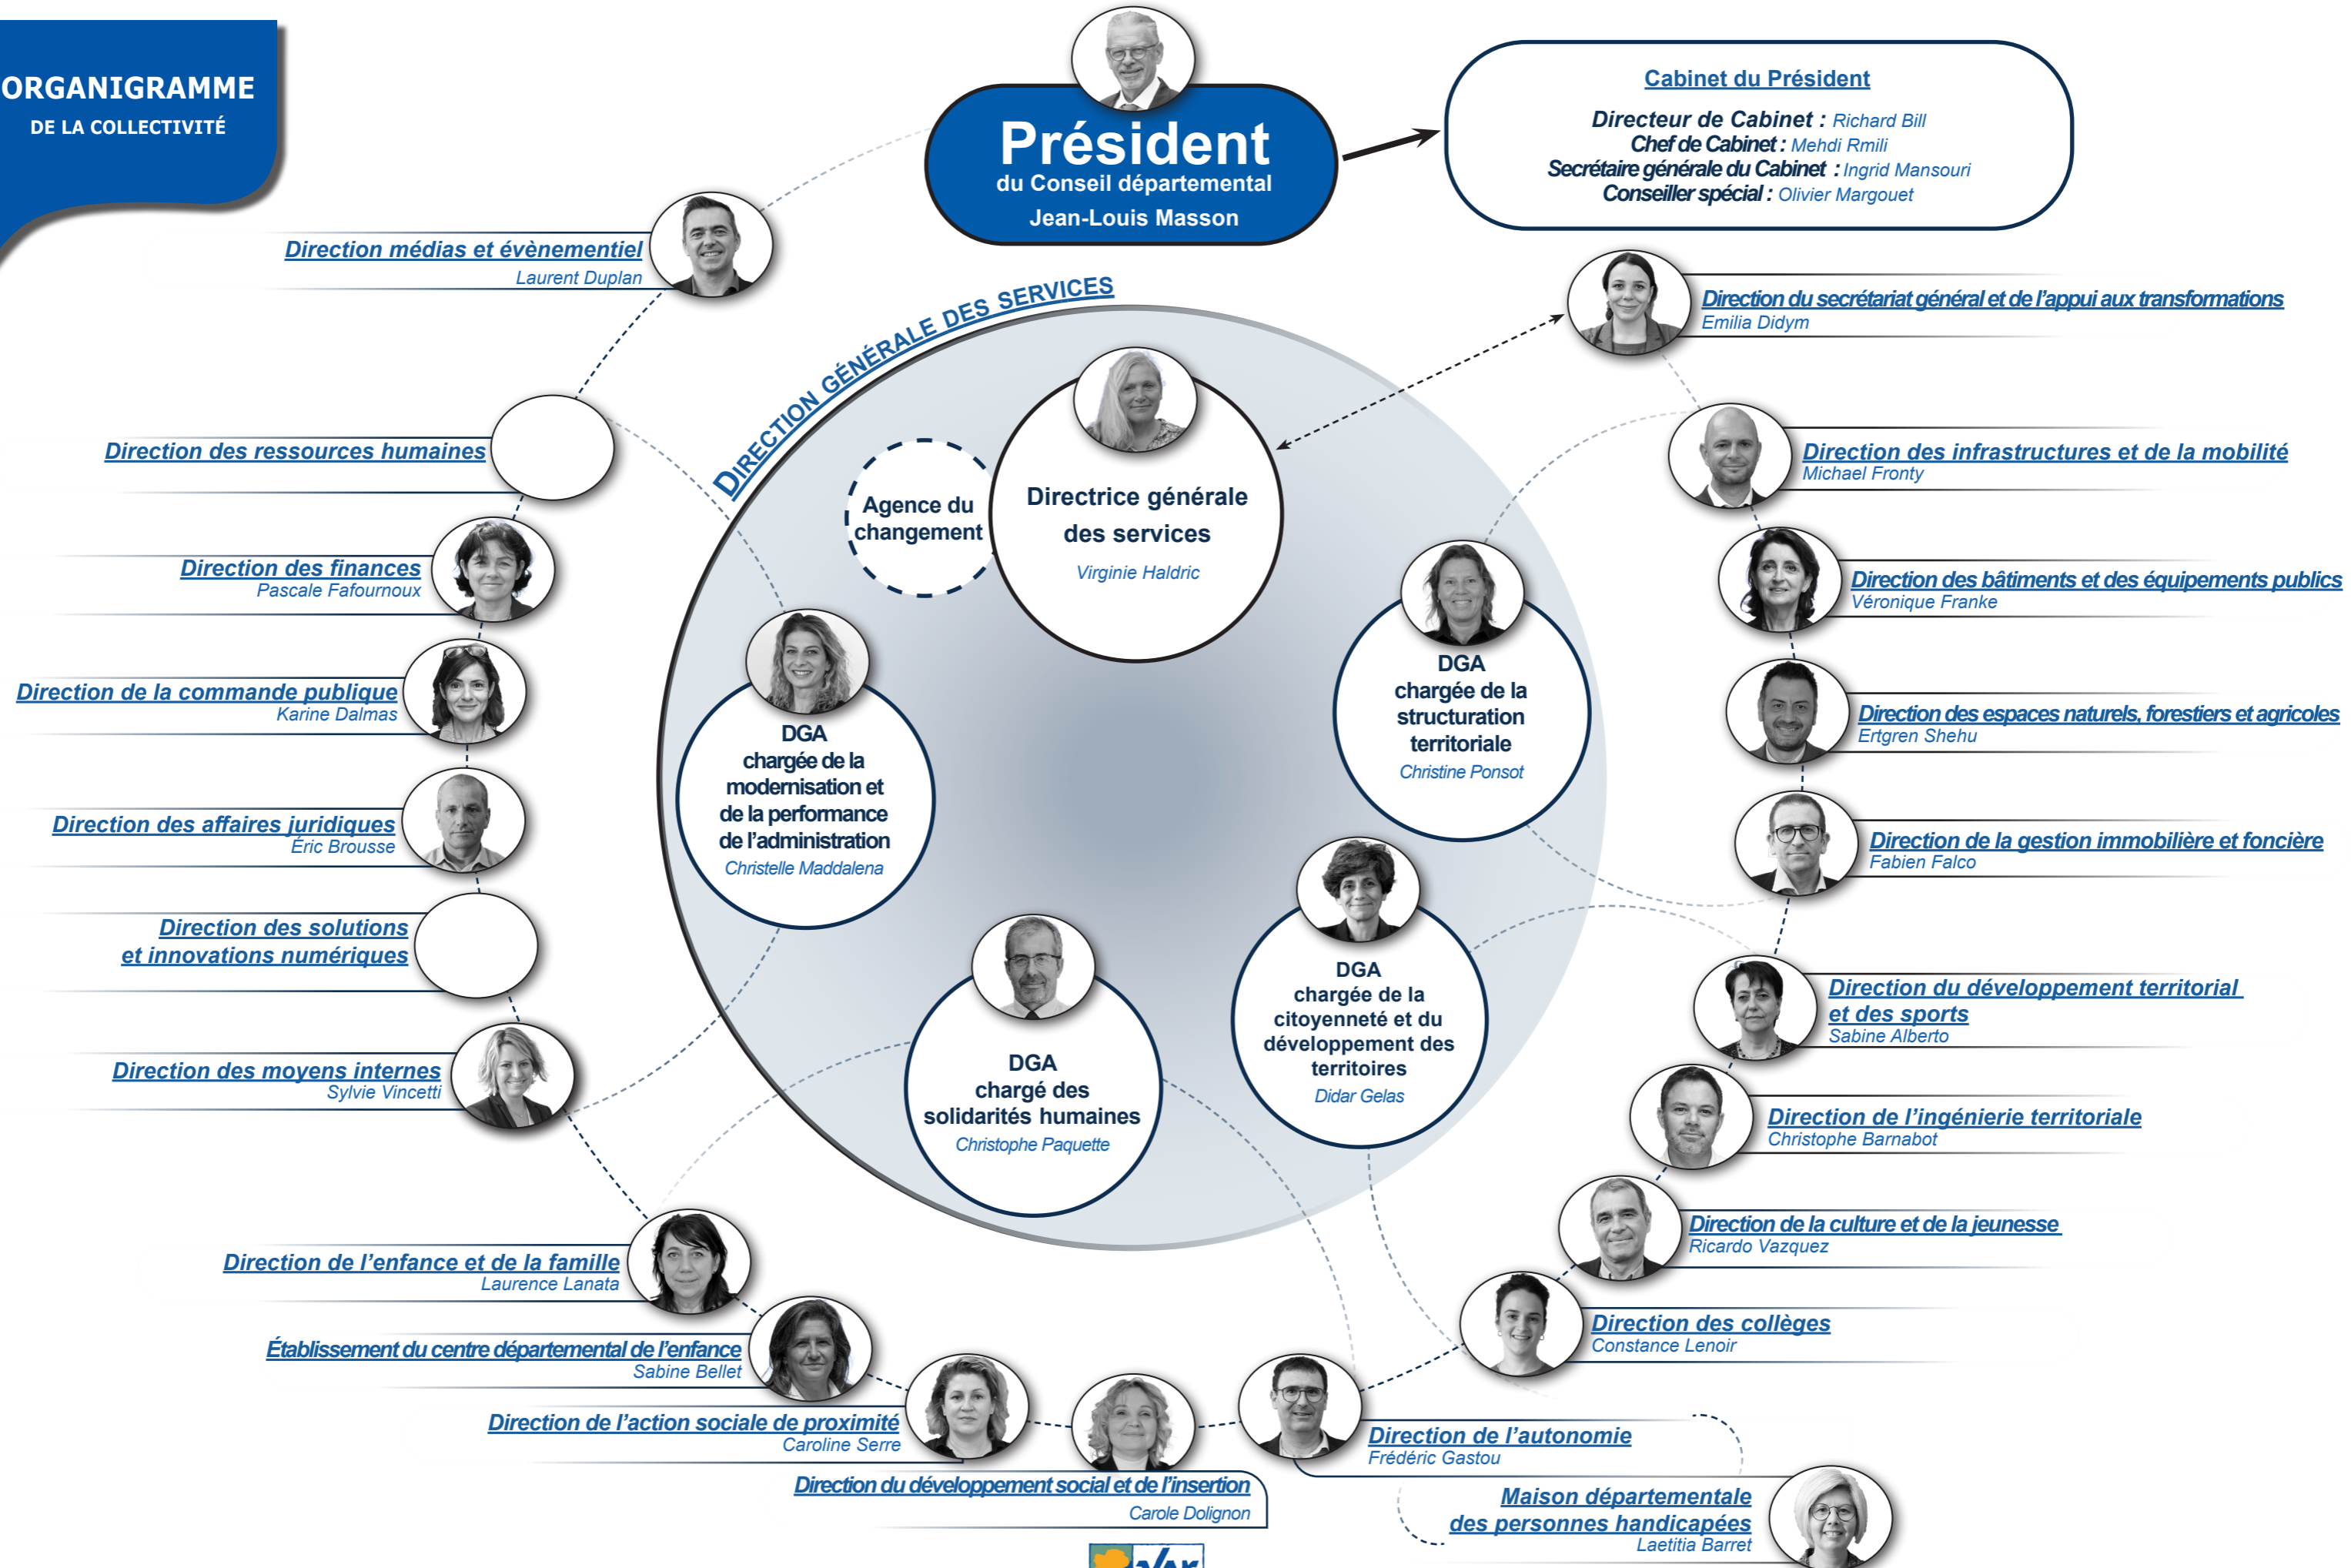 ORGANIGRAMME
DE LA COLLECTIVITÉ
Président
du Conseil départemental
Jean-Louis Masson
Cabinet du Président
Directeur de Cabinet : Richard Bill
Chef de Cabinet : Mehdi Rmili
Secrétaire générale du Cabinet : Ingrid Mansouri
Conseiller spécial : Olivier Margouet
Direction médias et évènementiel
Laurent Duplan
Direction du secrétariat général et de l'appui aux transformations
Emilia Didym
DIRECTION GÉNÉRALE DES SERVICES
Directrice générale
des services
Virginie Haldric
Agence du
changement
Direction des ressources humaines
Direction des finances
Pascale Fafournoux
Direction de la commande publique
Karine Dalmas
Direction des affaires juridiques
Éric Brousse
Direction des solutions
et innovations numériques
Direction des moyens internes
Sylvie Vincetti
DGA
chargée de la
modernisation et
de la performance
de l'administration
Christelle Maddalena
DGA
chargée de la
structuration
territoriale
Christine Ponsot
DGA
chargée de la
citoyenneté et du
développement des
territoires
Didar Gelas
DGA
chargé des
solidarités humaines
Christophe Paquette
Direction des infrastructures et de la mobilité
Michael Fronty
Direction des bâtiments et des équipements publics
Véronique Franke
Direction des espaces naturels, forestiers et agricoles
Ertgren Shehu
Direction de la gestion immobilière et foncière
Fabien Falco
Direction du développement territorial
et des sports
Sabine Alberto
Direction de l'ingénierie territoriale
Christophe Barnabot
Direction de la culture et de la jeunesse
Ricardo Vazquez
Direction des collèges
Constance Lenoir
Direction de l'enfance et de la famille
Laurence Lanata
Établissement du centre départemental de l'enfance
Sabine Bellet
Direction de l'action sociale de proximité
Caroline Serre
Direction du développement social et de l'insertion
Carole Dolignon
Direction de l'autonomie
Frédéric Gastou
Maison départementale
des personnes handicapées
Laetitia Barret